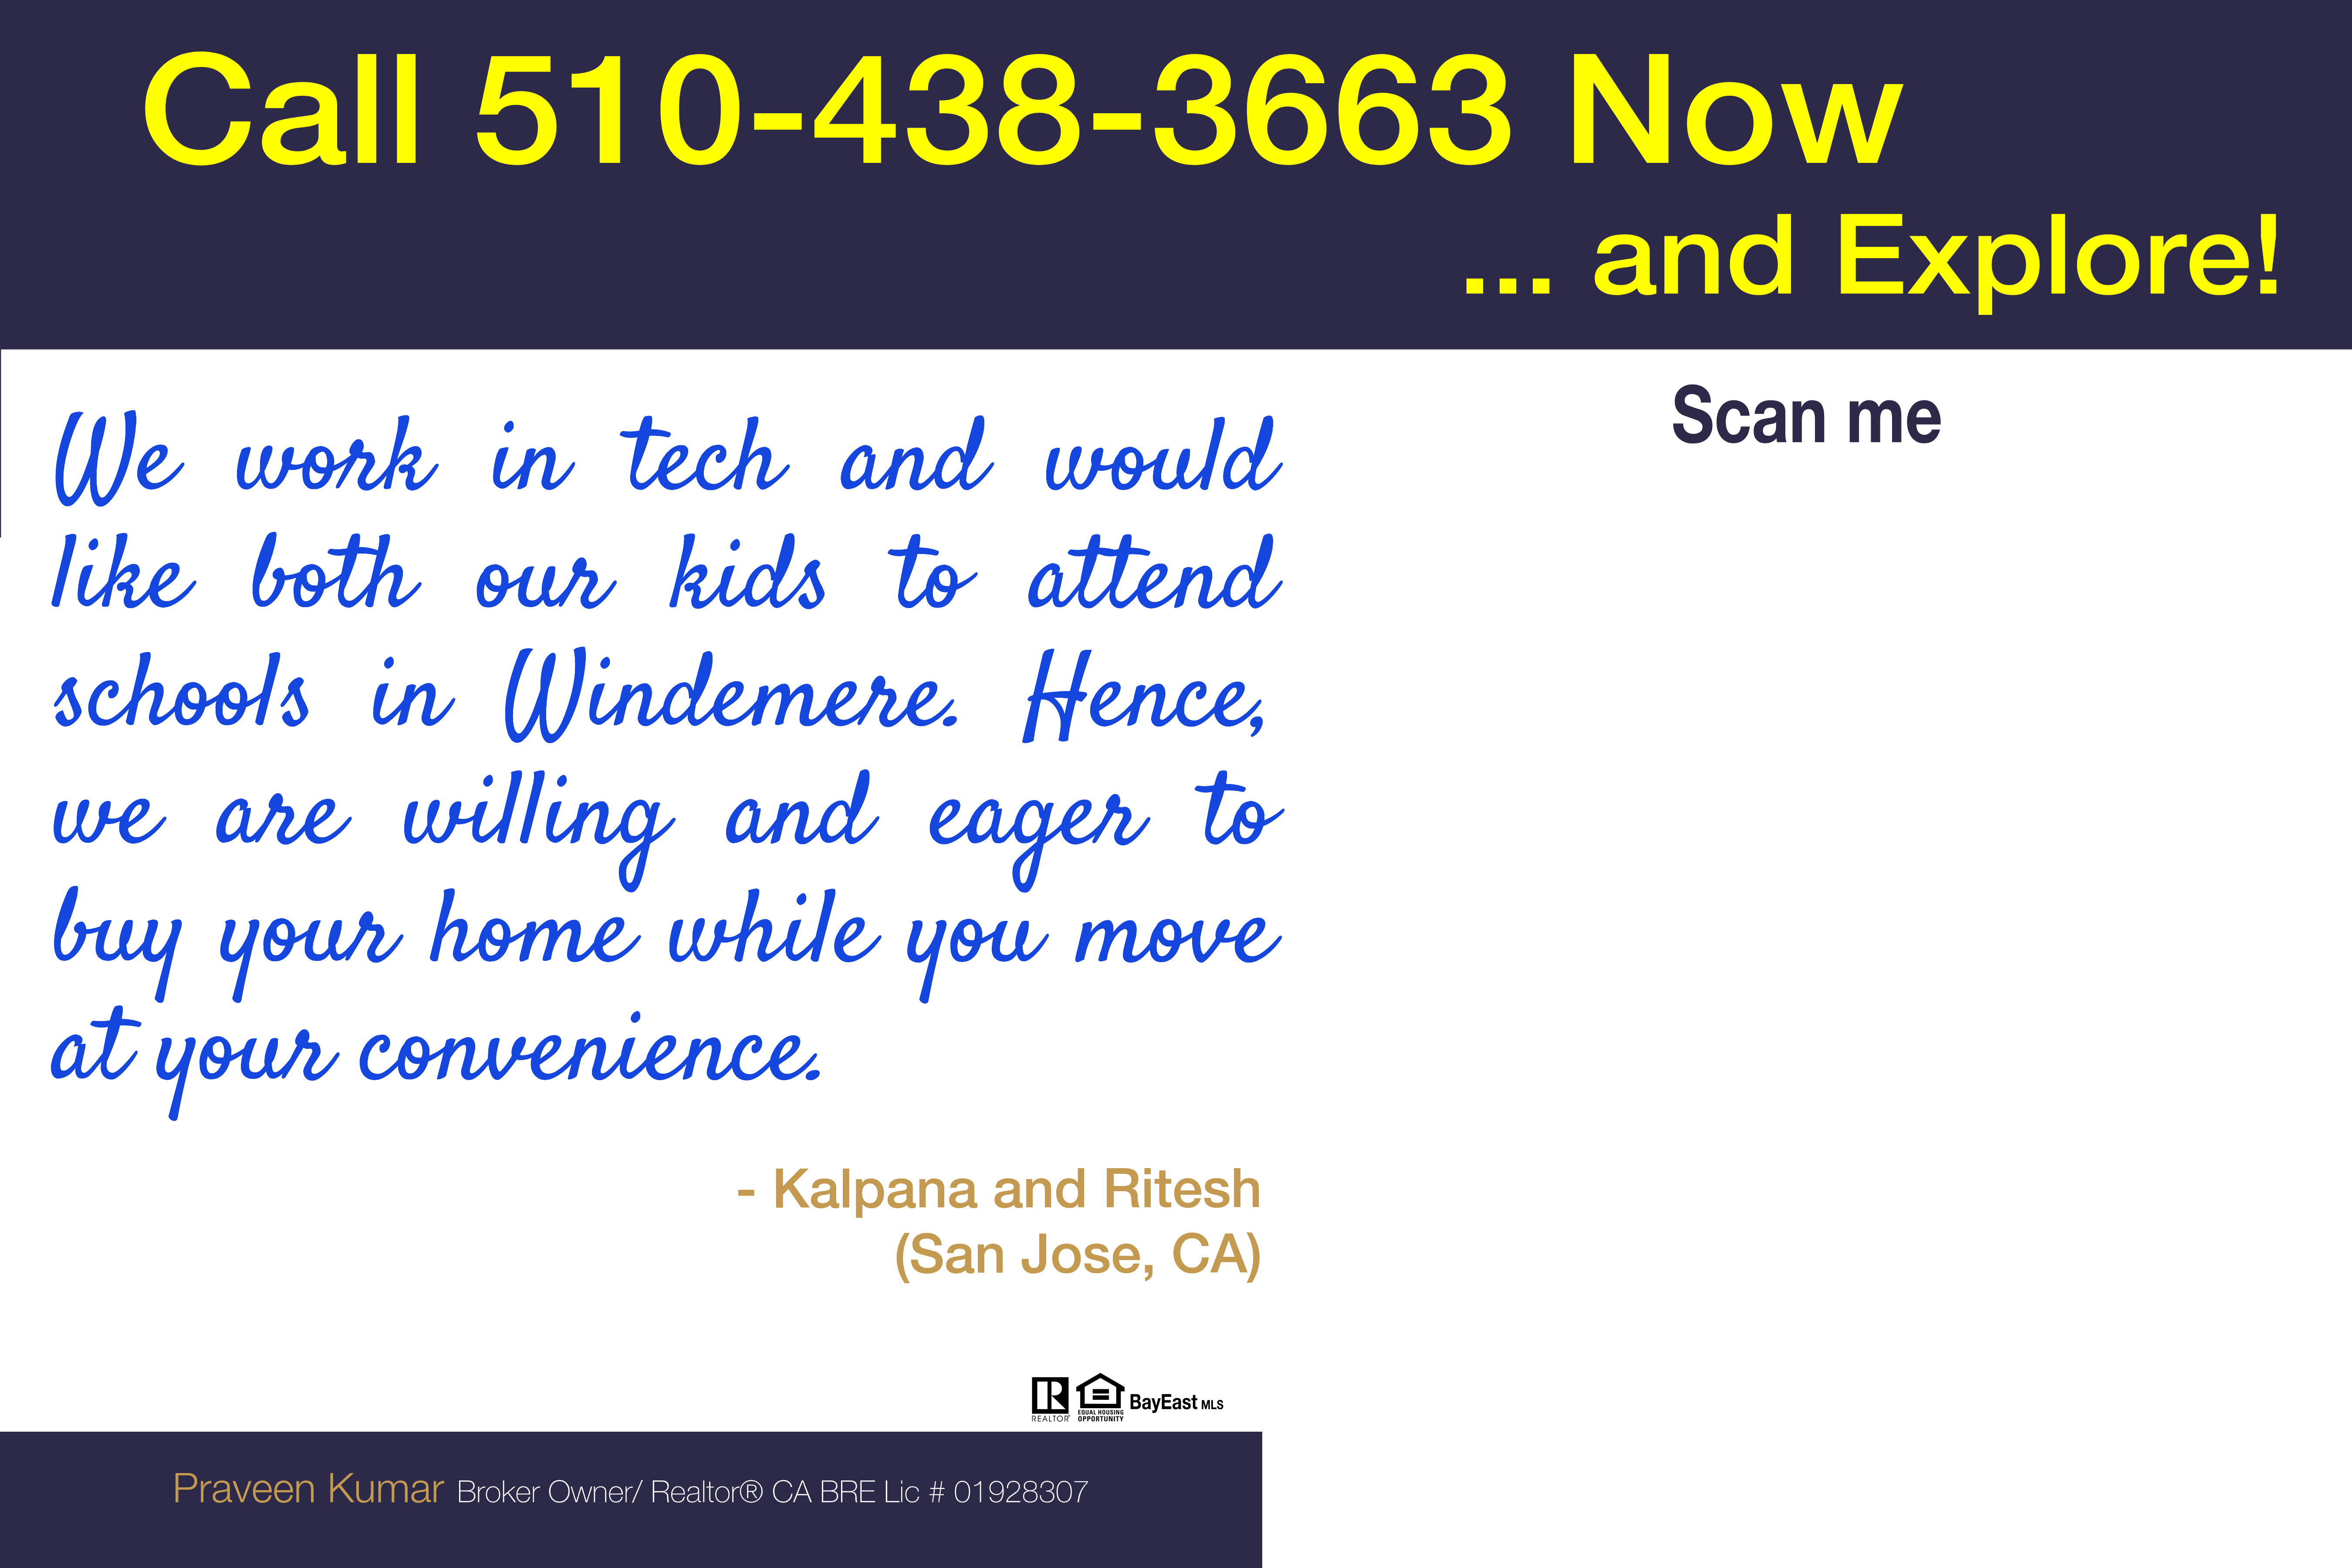 Call 510-438-3663 Now
... and Explore!
Scan me
We work in tech and would
like both our kids to attend
schools in Windemere. Hence,
we are willing and eager to
buy your home while you move
at your convenience.
- Kalpana and Ritesh
(San Jose, CA)
REALTOR®
EQUAL HOUSING
OPPORTUNITY
BayEast MLS
Praveen Kumar Broker Owner/ Realtor® CA BRE Lic # 01928307